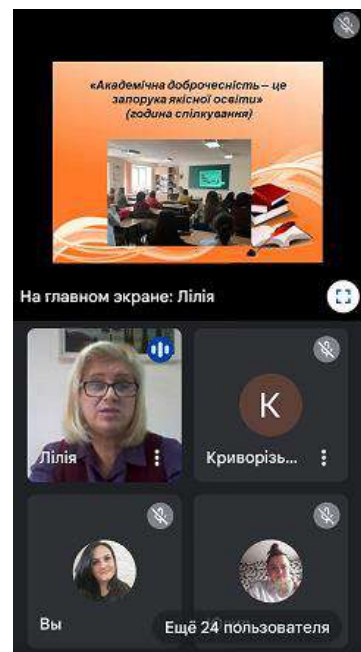 «Академічна доброчесність – це
запорука якісної освіти»
(година спілкування)
На главном экране: Лілія
Лілія
К
Криворізь...
Вы
Ещё 24 пользователя